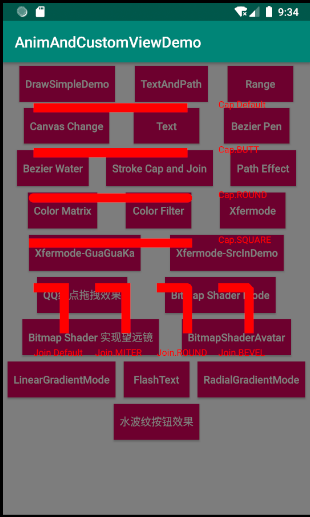 9:34
AnimAndCustomViewDemo
DrawSimpleDemo
TextAndPath
Range
Cap.Default
Canvas Change
Text
Bezier Pen
Cap.BUTT
Bezier Water
Stroke Cap and Join
Path Effect
Cap.ROUND
Color Matrix
Color Filter
Xfermode
Cap.SQUARE
Xfermode-GuaGuaKa
Xfermode-SrcInDemo
QQ 点拖拽效果
Bitmap Shader Mode
Bitmap Shader 实现望远镜
BitmapShaderAvatar
Join.Default
Join.MITER
Join.ROUND
Join.BEVEL
LinearGradientMode
FlashText
RadialGradientMode
水波纹按钮效果